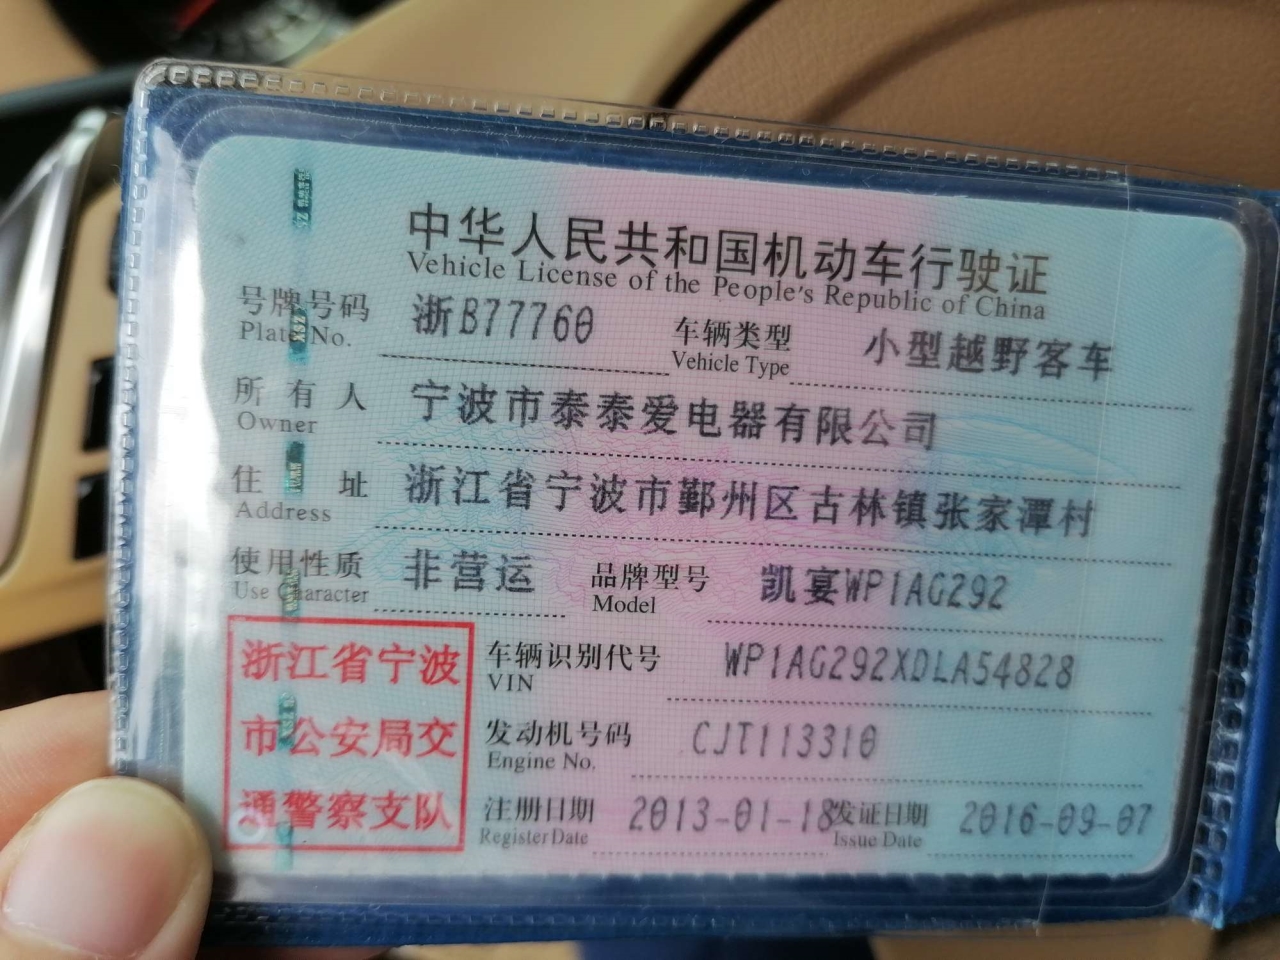 中华人民共和国机动车行驶证
Vehicle License of the People's Republic of China
号牌号码 浙B77760 车辆类型 小型越野客车
Plate No. Vehicle Type
所有人 宁波市泰泰爱电器有限公司
Owner
住址 浙江省宁波市鄞州区古林镇张家潭村
Address
使用性质 非营运 品牌型号 凯宴WP1AG292
Use Character Model
浙江省宁波
市公安局交
通警察支队
车辆识别代号 WP1AG292XDLA54828
VIN
发动机号码 CJT113310
Engine No.
注册日期 2013-01-18 发证日期 2016-09-07
Register Date Issue Date